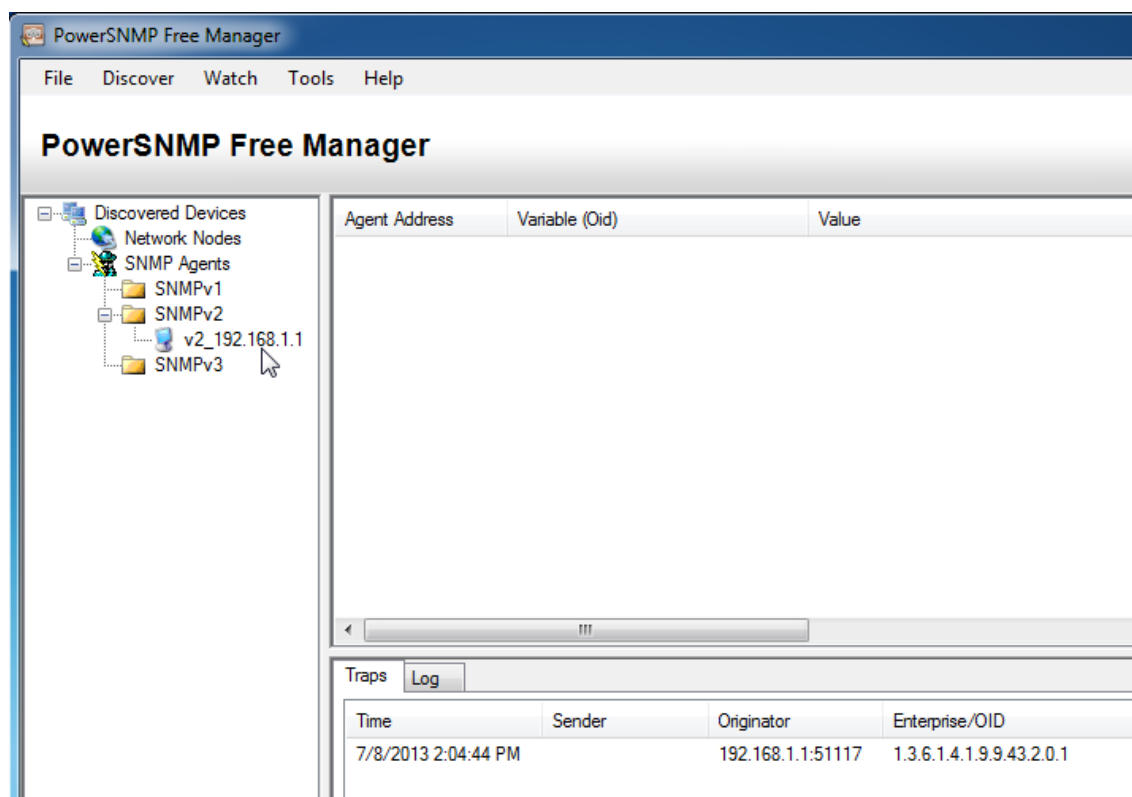 PowerSNMP Free Manager
File Discover Watch Tools Help
PowerSNMP Free Manager
Discovered Devices
Network Nodes
SNMP Agents
SNMPv1
SNMPv2
v2_192.168.1.1
SNMPv3
Agent Address Variable (Oid) Value
Traps Log
Time Sender Originator Enterprise/OID
7/8/2013 2:04:44 PM 192.168.1.1:51117 1.3.6.1.4.1.9.9.43.2.0.1